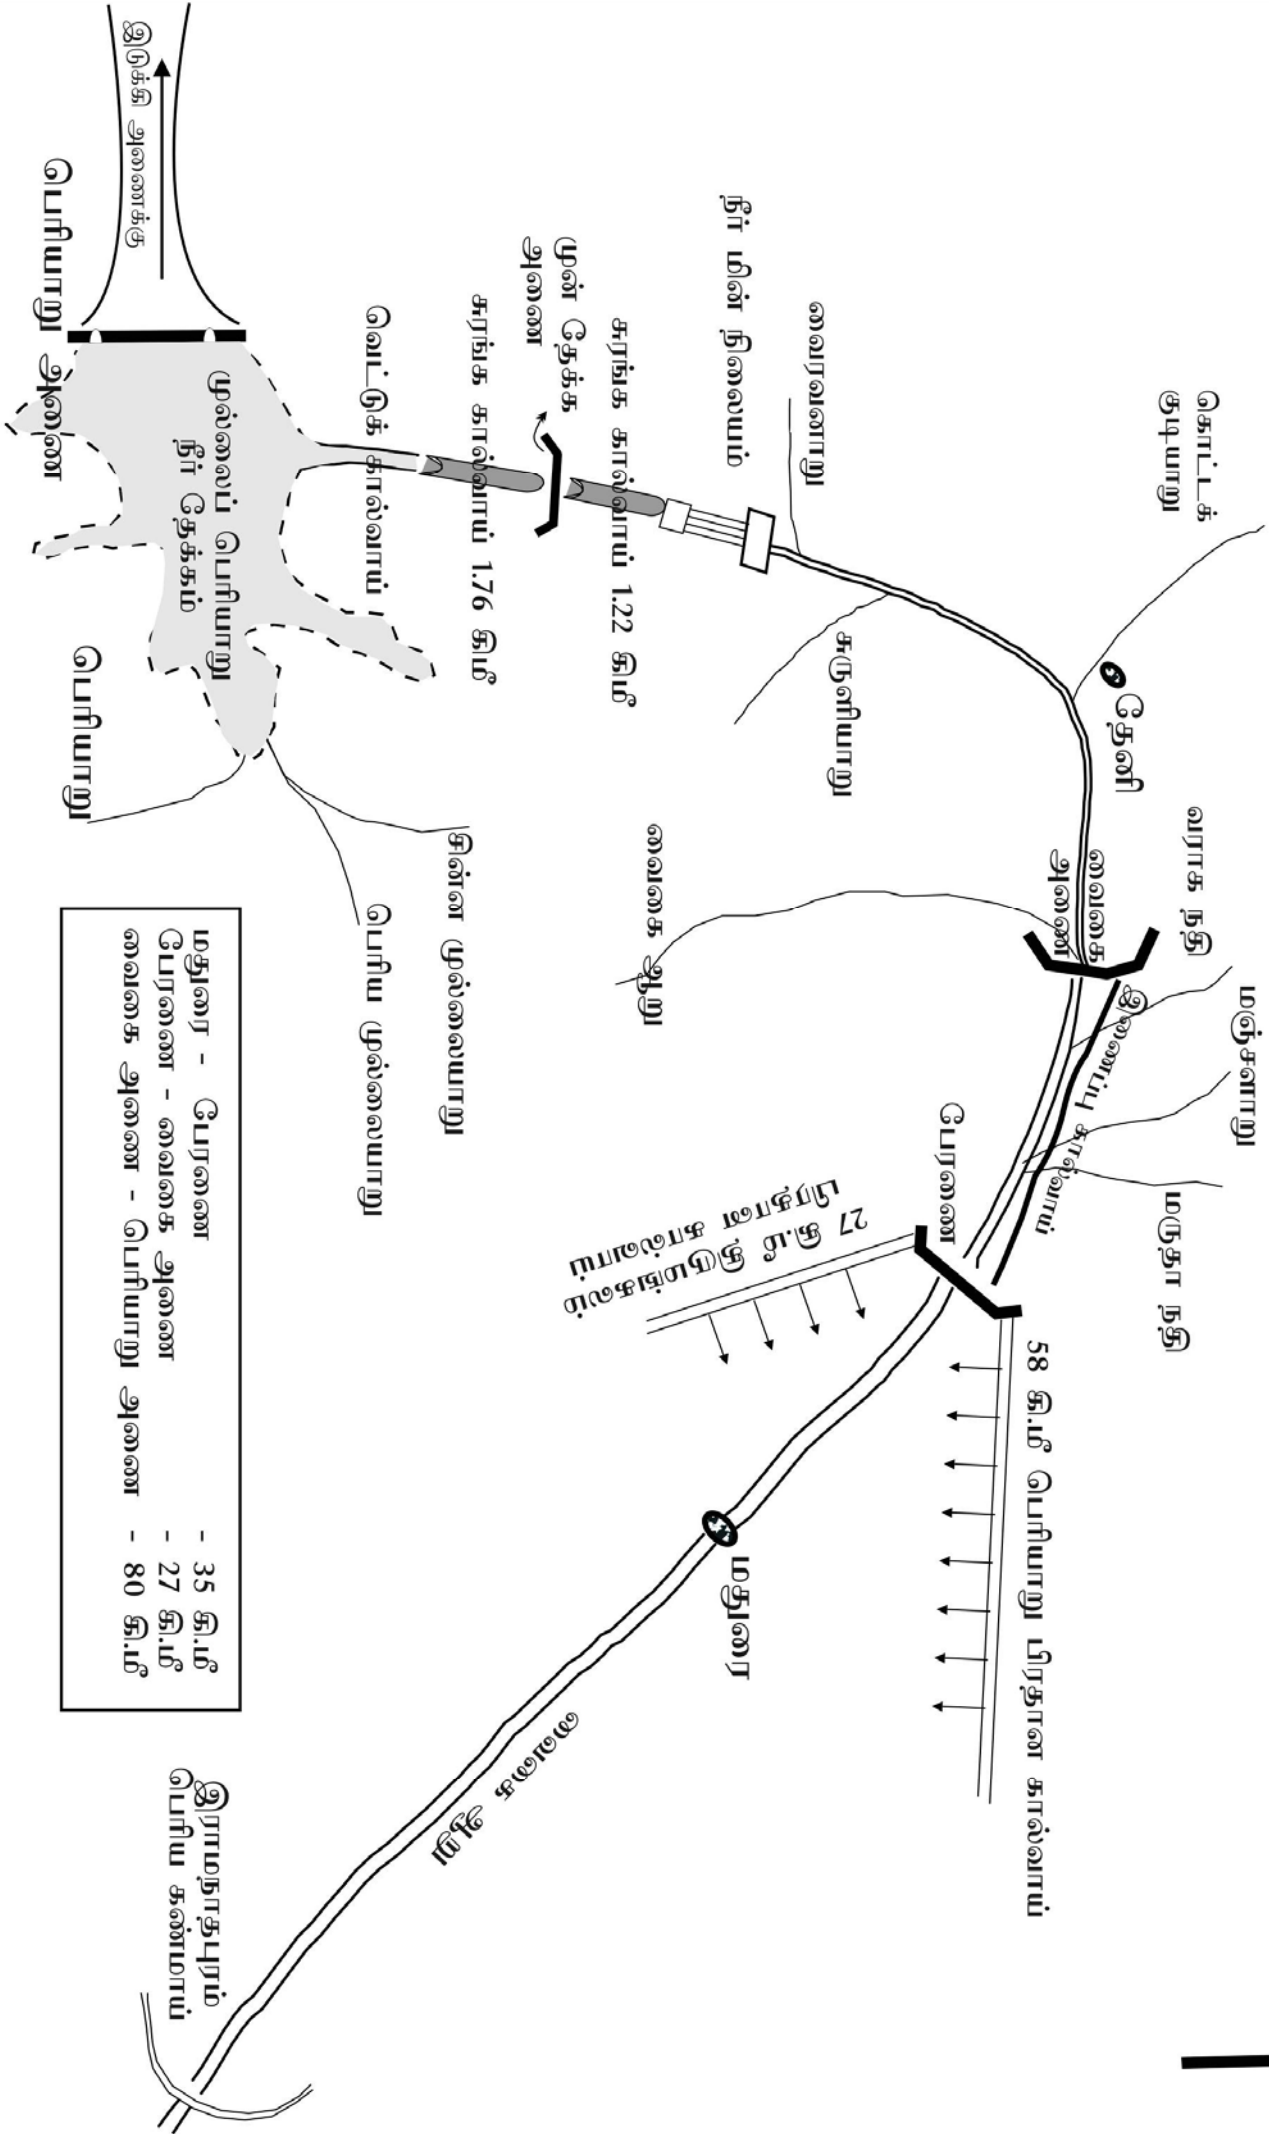 கொட்டக்
குடியாறு
வராக நதி
மஞ்சளாறு
மருதா நதி
தேனி
வைகை
அணை
இணைப்பு கால்வாய்
58 கி.மீ பெரியாறு பிரதான கால்வாய்
பேரணை
27 கி.மீ திருமங்கலம்
பிரதான கால்வாய்
வைரவனாறு
சுருளியாறு
நீர் மின் நிலையம்
மதுரை
வைகை ஆறு
சுரங்க கால்வாய் 1.22 கிமீ
முன் தேக்க
அணை
சுரங்க கால்வாய் 1.76 கிமீ
வைகை ஆறு
சின்ன முல்லையாறு
வெட்டுக் கால்வாய்
பெரிய முல்லையாறு
முல்லைப் பெரியாறு
நீர் தேக்கம்
இடுக்கி அணைக்கு
பெரியாறு அணை
பெரியாறு
மதுரை - பேரணை - 35 கி.மீ
பேரணை - வைகை அணை - 27 கி.மீ
வைகை அணை - பெரியாறு அணை - 80 கி.மீ
இராமநாதபுரம்
பெரிய கண்மாய்